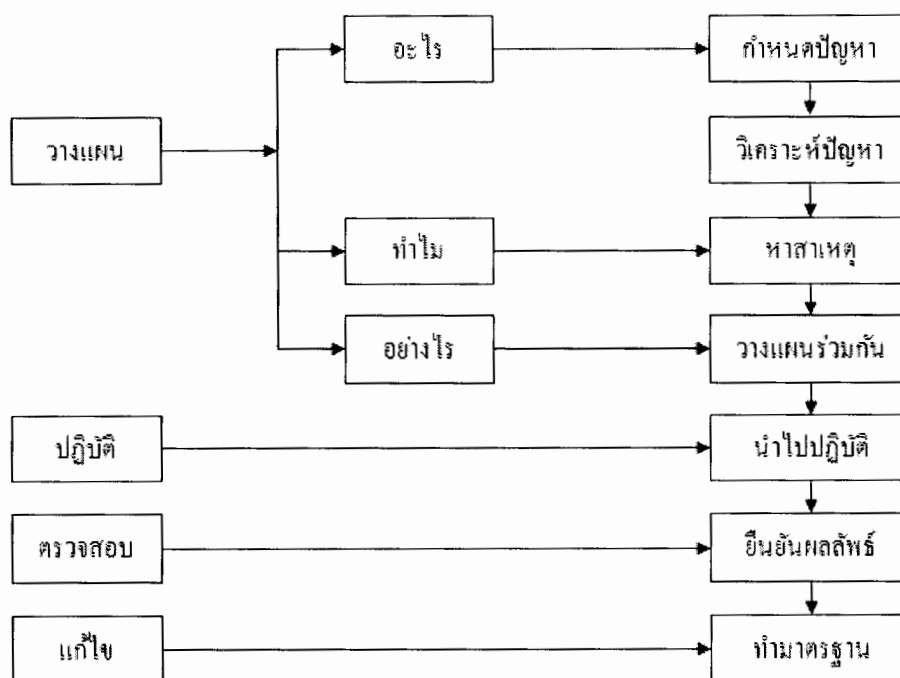 อะไร
กำหนดปัญหา
วางแผน
วิเคราะห์ปัญหา
ทำไม
หาสาเหตุ
อย่างไร
วางแผนร่วมกัน
ปฏิบัติ
นำไปปฏิบัติ
ตรวจสอบ
ยืนยันผลลัพธ์
แก้ไข
ทำมาตรฐาน